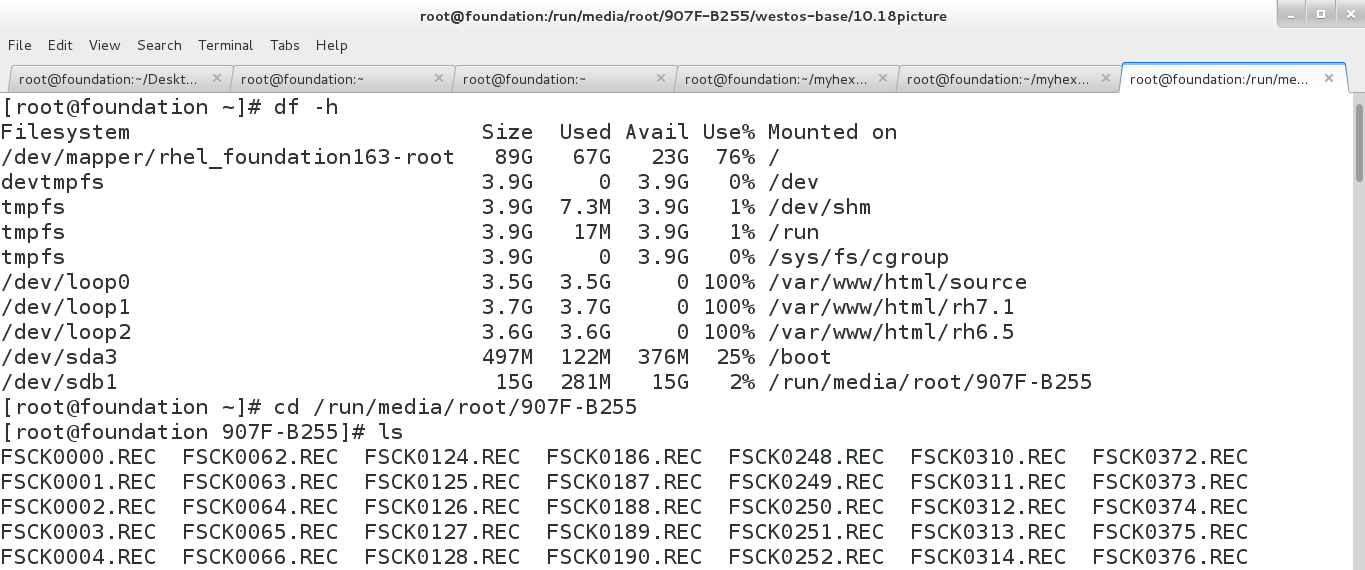 root@foundation:/run/media/root/907F-B255/westos-base/10.18picture
File Edit View Search Terminal Tabs Help
root@foundation:~/Deskt... root@foundation:~ root@foundation:~ root@foundation:~/myhex... root@foundation:~/myhex... root@foundation:/run/me...
[root@foundation ~]# df -h
Filesystem Size Used Avail Use% Mounted on
/dev/mapper/rhel_foundation163-root 89G 67G 23G 76% /
devtmpfs 3.9G 0 3.9G 0% /dev
tmpfs 3.9G 7.3M 3.9G 1% /dev/shm
tmpfs 3.9G 17M 3.9G 1% /run
tmpfs 3.9G 0 3.9G 0% /sys/fs/cgroup
/dev/loop0 3.5G 3.5G 0 100% /var/www/html/source
/dev/loop1 3.7G 3.7G 0 100% /var/www/html/rh7.1
/dev/loop2 3.6G 3.6G 0 100% /var/www/html/rh6.5
/dev/sda3 497M 122M 376M 25% /boot
/dev/sdb1 15G 281M 15G 2% /run/media/root/907F-B255
[root@foundation ~]# cd /run/media/root/907F-B255
[root@foundation 907F-B255]# ls
FSCK0000.REC FSCK0062.REC FSCK0124.REC FSCK0186.REC FSCK0248.REC FSCK0310.REC FSCK0372.REC
FSCK0001.REC FSCK0063.REC FSCK0125.REC FSCK0187.REC FSCK0249.REC FSCK0311.REC FSCK0373.REC
FSCK0002.REC FSCK0064.REC FSCK0126.REC FSCK0188.REC FSCK0250.REC FSCK0312.REC FSCK0374.REC
FSCK0003.REC FSCK0065.REC FSCK0127.REC FSCK0189.REC FSCK0251.REC FSCK0313.REC FSCK0375.REC
FSCK0004.REC FSCK0066.REC FSCK0128.REC FSCK0190.REC FSCK0252.REC FSCK0314.REC FSCK0376.REC